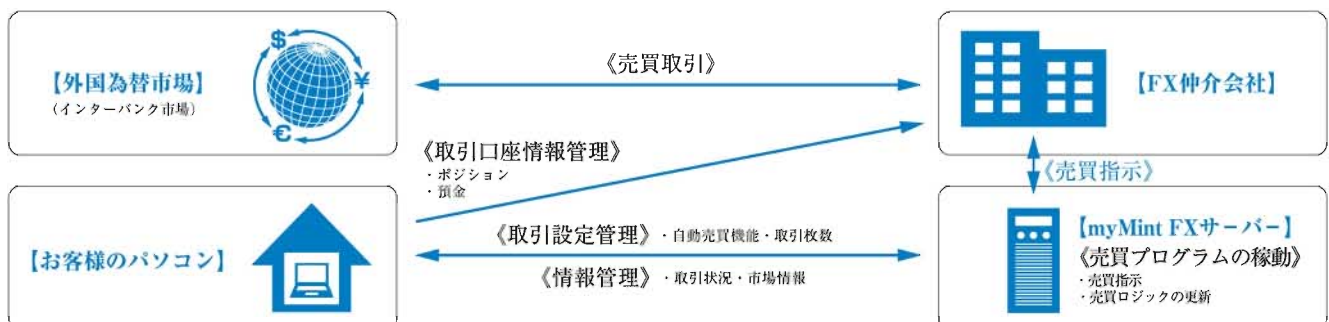 【外国為替市場】
(インターバンク市場)
$
¥
€
《売買取引》
【FX仲介会社】
《取引口座情報管理》
・ポジション
・預金
《売買指示》
【お客様のパソコン】
《取引設定管理》・自動売買機能・取引枚数
《情報管理》・取引状況・市場情報
【myMint FXサーバー】
《売買プログラムの稼動》
・売買指示
・売買ロジックの更新